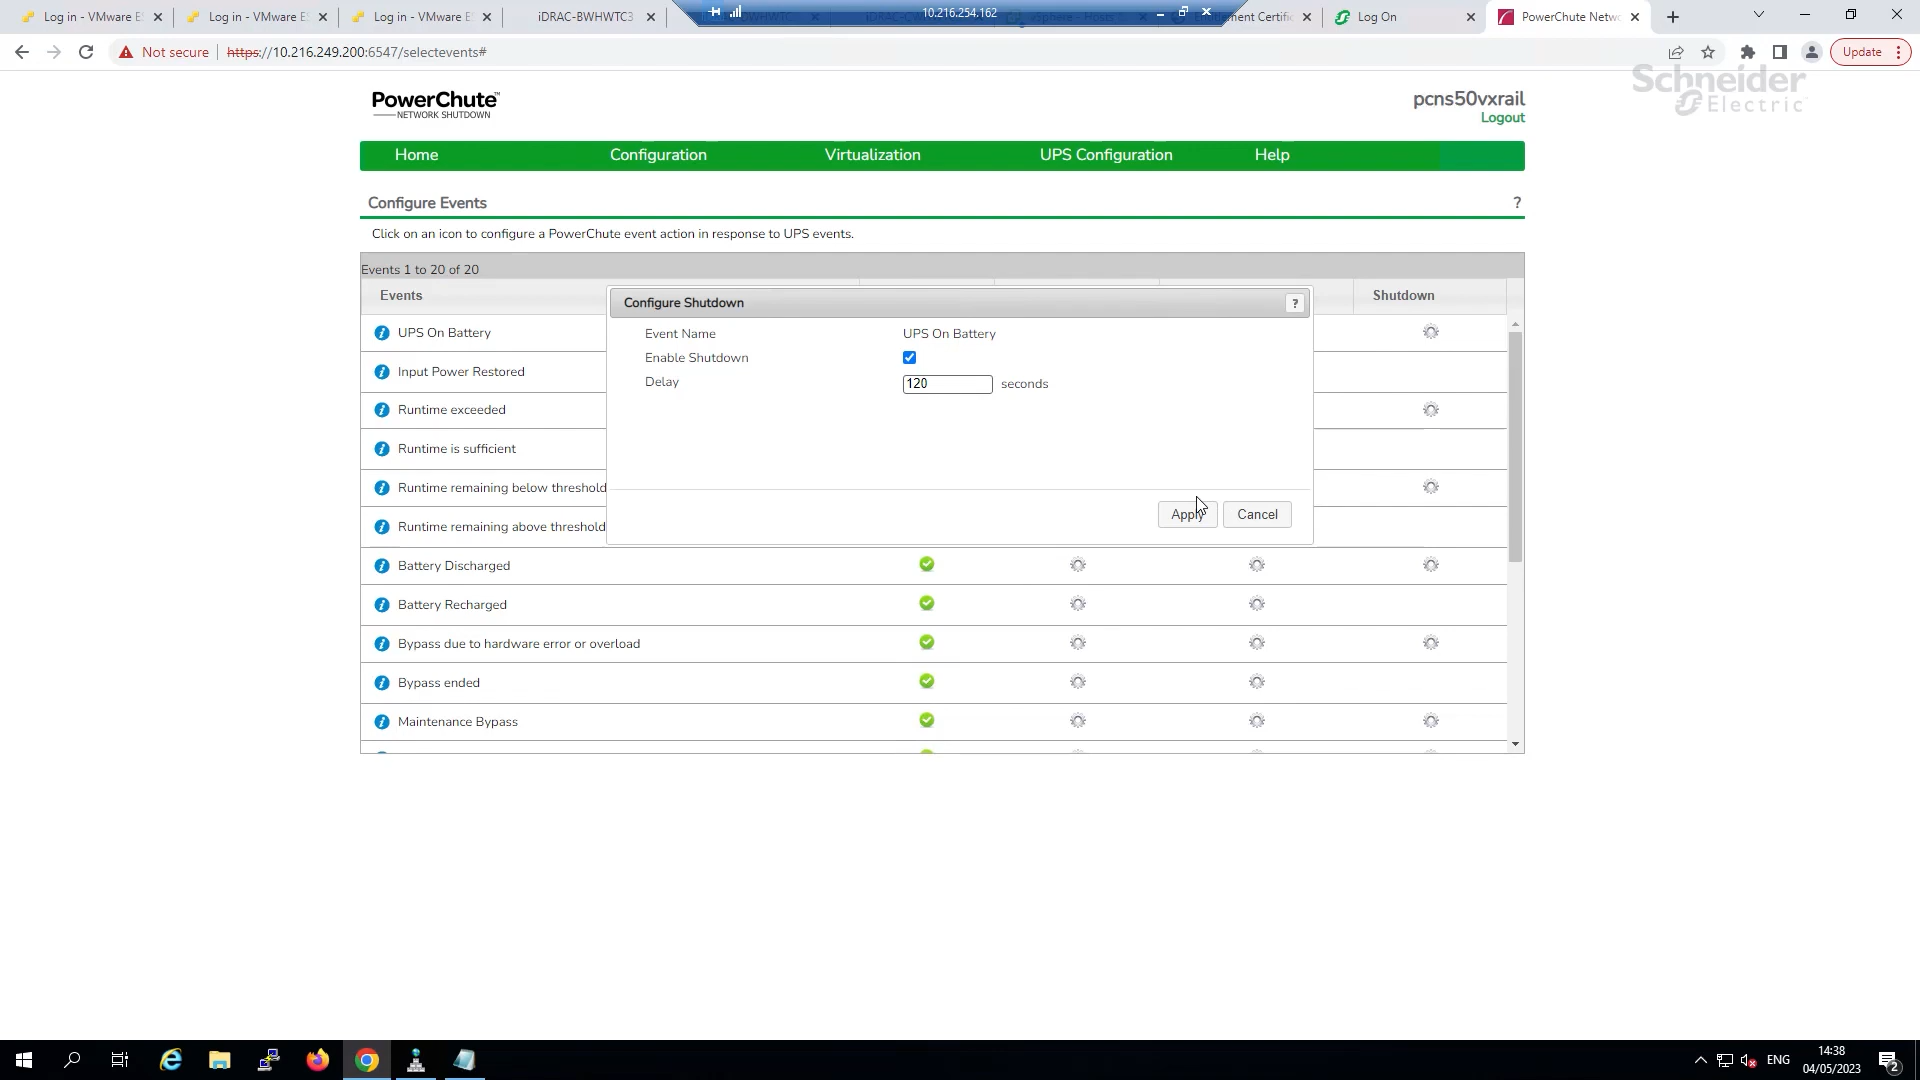 Log in - VMware E
Log in - VMware E
Log in - VMware E
iDRAC-BWHWTC3
10.216.254.162
ntlement Certific
Log On
PowerChute Netw
Not secure
https://10.216.249.200:6547/selectevents#
Update
Schneider
Electric
PowerChute™
NETWORK SHUTDOWN
pcns50vxrail
Logout
Home
Configuration
Virtualization
UPS Configuration
Help
Configure Events
?
Click on an icon to configure a PowerChute event action in response to UPS events.
Events 1 to 20 of 20
Events
Shutdown
Configure Shutdown
?
Event Name
UPS On Battery
Enable Shutdown
Delay
120
seconds
Apply
Cancel
UPS On Battery
Input Power Restored
Runtime exceeded
Runtime is sufficient
Runtime remaining below threshold
Runtime remaining above threshold
Battery Discharged
Battery Recharged
Bypass due to hardware error or overload
Bypass ended
Maintenance Bypass
ENG
14:38
04/05/2023
2